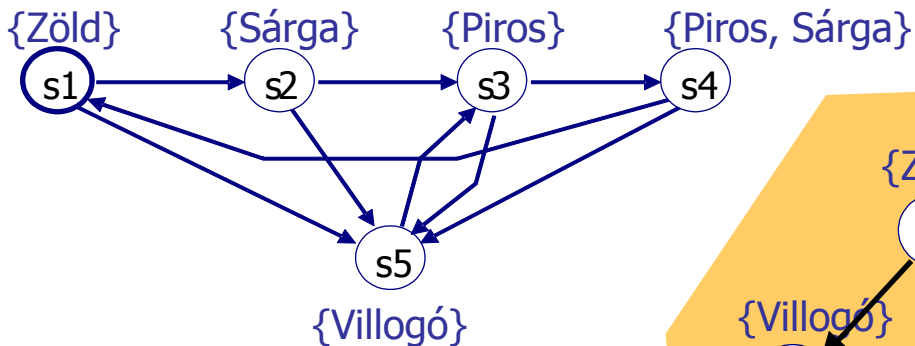 {Zöld} {Sárga} {Piros} {Piros, Sárga}
s1 s2 s3 s4
{Z
s5
{Villogó} {Villogó}